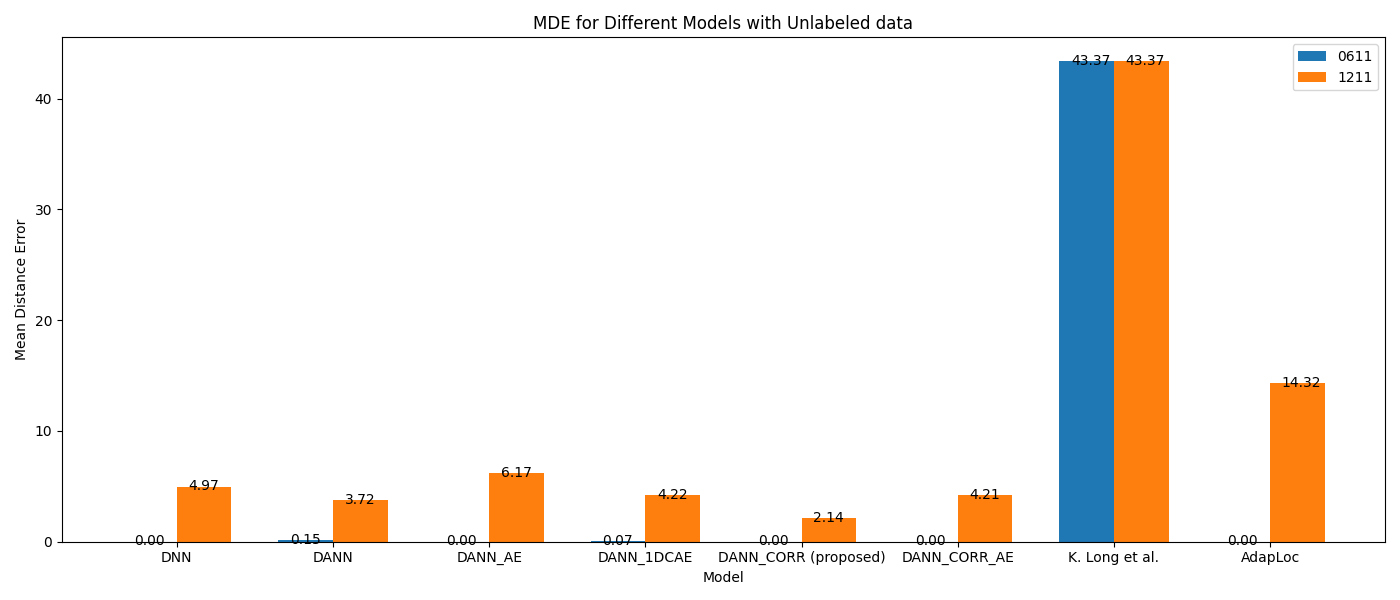 MDE for Different Models with Unlabeled data
0611
1211
Mean Distance Error
40
30
20
10
0
0.00
4.97
0.15
3.72
0.00
6.17
0.07
4.22
0.00
2.14
0.00
4.21
43.37
43.37
0.00
14.32
DNN
DANN
DANN_AE
DANN_1DCAE
DANN_CORR (proposed)
DANN_CORR_AE
K. Long et al.
AdapLoc
Model